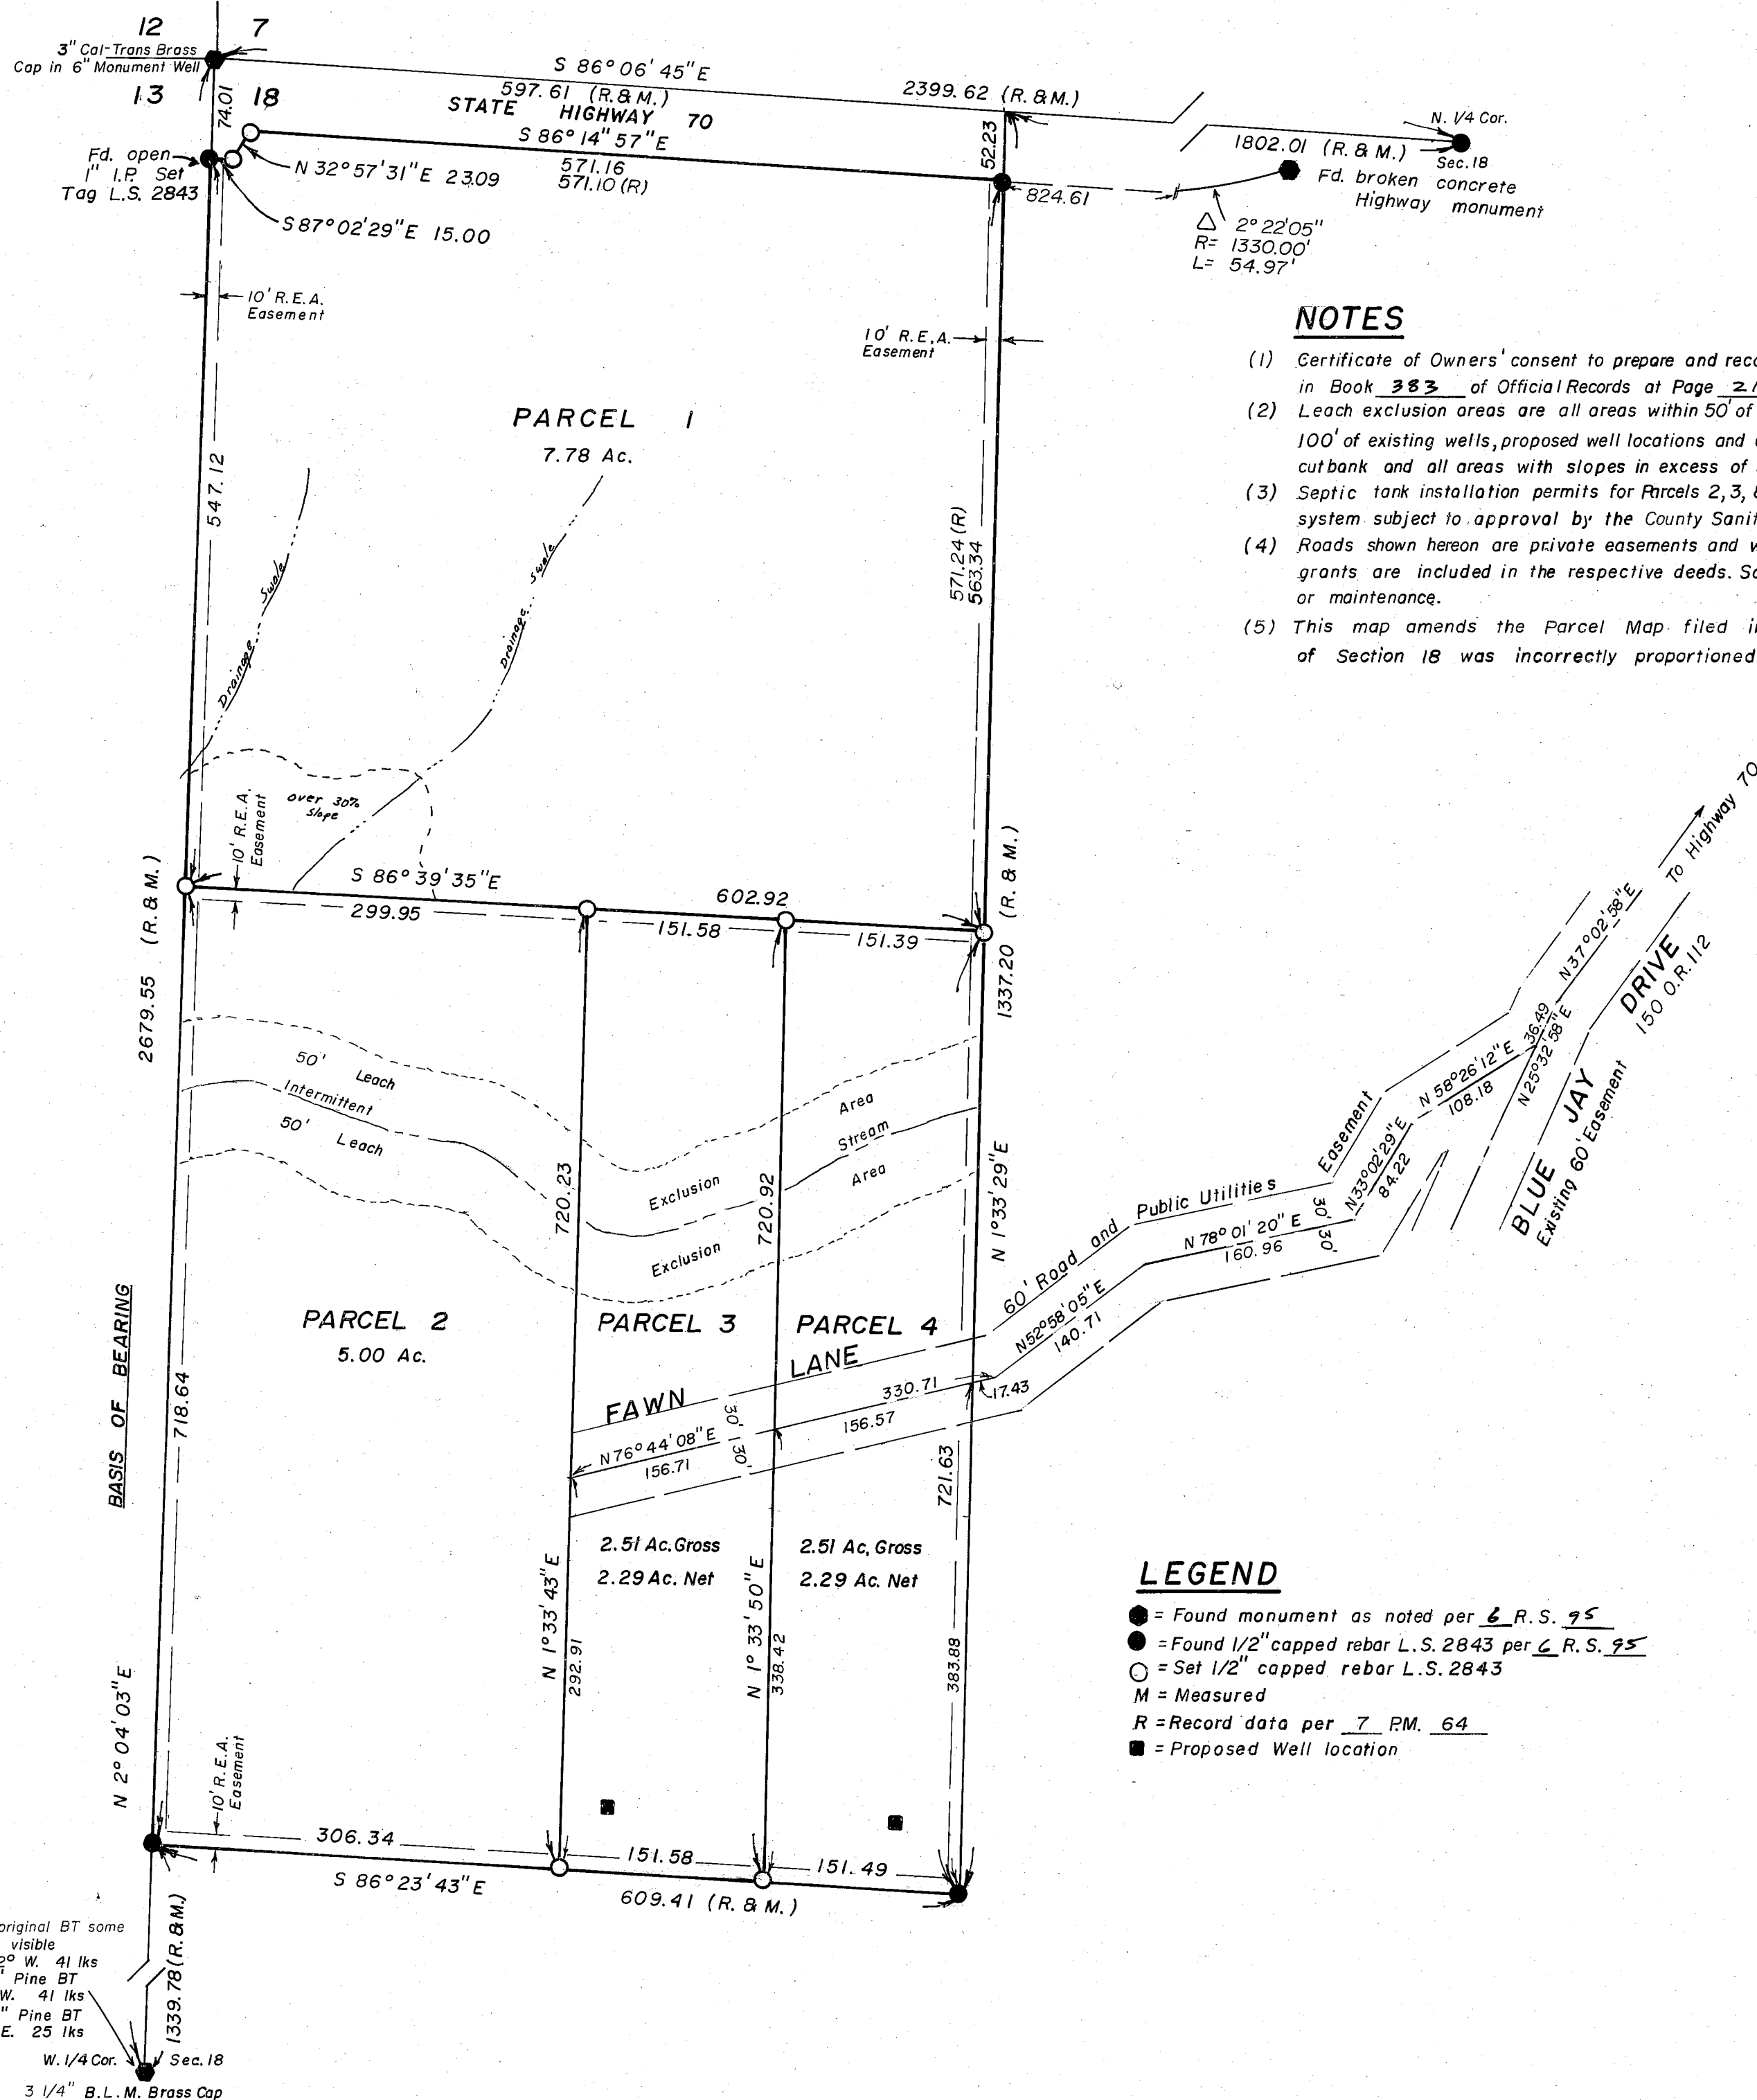 12 7
3" Cal-Trans Brass
Cap in 6" Monument Well
13 18
74.01
S 86° 06' 45" E
597.61 (R.&M.)
2399.62 (R.&M.)
STATE HIGHWAY 70
S 86° 14" 57" E
571.16
571.10 (R)
52.23
N. 1/4 Cor.
1802.01 (R.&M.)
Sec. 18
Fd. broken concrete
Highway monument
824.61
△ 2° 22' 05"
R= 1330.00'
L= 54.97'
Fd. open
1" I.P. Set
Tag L.S. 2843
N 32° 57' 31" E 23.09
S 87° 02' 29" E 15.00
10' R.E.A.
Easement
10' R.E.A.
Easement
PARCEL 1
7.78 Ac.
547.12
571.24 (R)
563.34
Drainage Swale
Drainage Swale
over 30%
Slope
10' R.E.A.
Easement
NOTES
(1) Certificate of Owners' consent to prepare and
in Book 383 of Official Records at Page
(2) Leach exclusion areas are all areas within 50' of
100' of existing wells, proposed well locations and
cutbank and all areas with slopes in excess of
(3) Septic tank installation permits for Parcels 2, 3,
system subject to approval by the County
(4) Roads shown hereon are private easements and
grants are included in the respective deeds.
or maintenance.
(5) This map amends the Parcel Map filed
of Section 18 was incorrectly proportioned
S 86° 39' 35" E
602.92
299.95
151.58
151.39
2679.55 (R.&M.)
1337.20 (R.&M.)
50' Leach
Intermittent
50' Leach
Exclusion
Exclusion
Area
Stream
Area
720.23
720.92
N 1° 33' 29" E
PARCEL 2
5.00 Ac.
PARCEL 3
PARCEL 4
FAWN LANE
60' Road and Public Utilities Easement
330.71
17.43
N 76° 44' 08" E
156.71
156.57
30' 30'
N 52° 58' 05" E
140.71
N 78° 01' 20" E
160.96
30' 30'
N 33° 02' 29" E
84.22
N 58° 26' 12" E
108.18
36.49
N 25° 32' 58" E
N 37° 02' 58" E
To Highway 70
BLUE JAY DRIVE
Existing 60' Easement
150 O.R. 112
BASIS OF BEARING
718.64
721.63
2.51 Ac. Gross
2.29 Ac. Net
2.51 Ac. Gross
2.29 Ac. Net
N 2° 04' 03" E
N 1° 33' 43" E
292.91
N 1° 33' 50" E
338.42
383.88
10' R.E.A.
Easement
306.34
151.58
151.49
S 86° 23' 43" E
609.41 (R.&M.)
LEGEND
= Found monument as noted per 6 R.S. 95
= Found 1/2" capped rebar L.S. 2843 per 6 R.S. 95
= Set 1/2" capped rebar L.S. 2843
M = Measured
R = Record data per 7 P.M. 64
= Proposed Well location
original BT some
visible
2° W. 41 lks
" Pine BT
W. 41 lks
" Pine BT
E. 25 lks
1339.78 (R.&M.)
W. 1/4 Cor. Sec. 18
3 1/4" B.L.M. Brass Cap